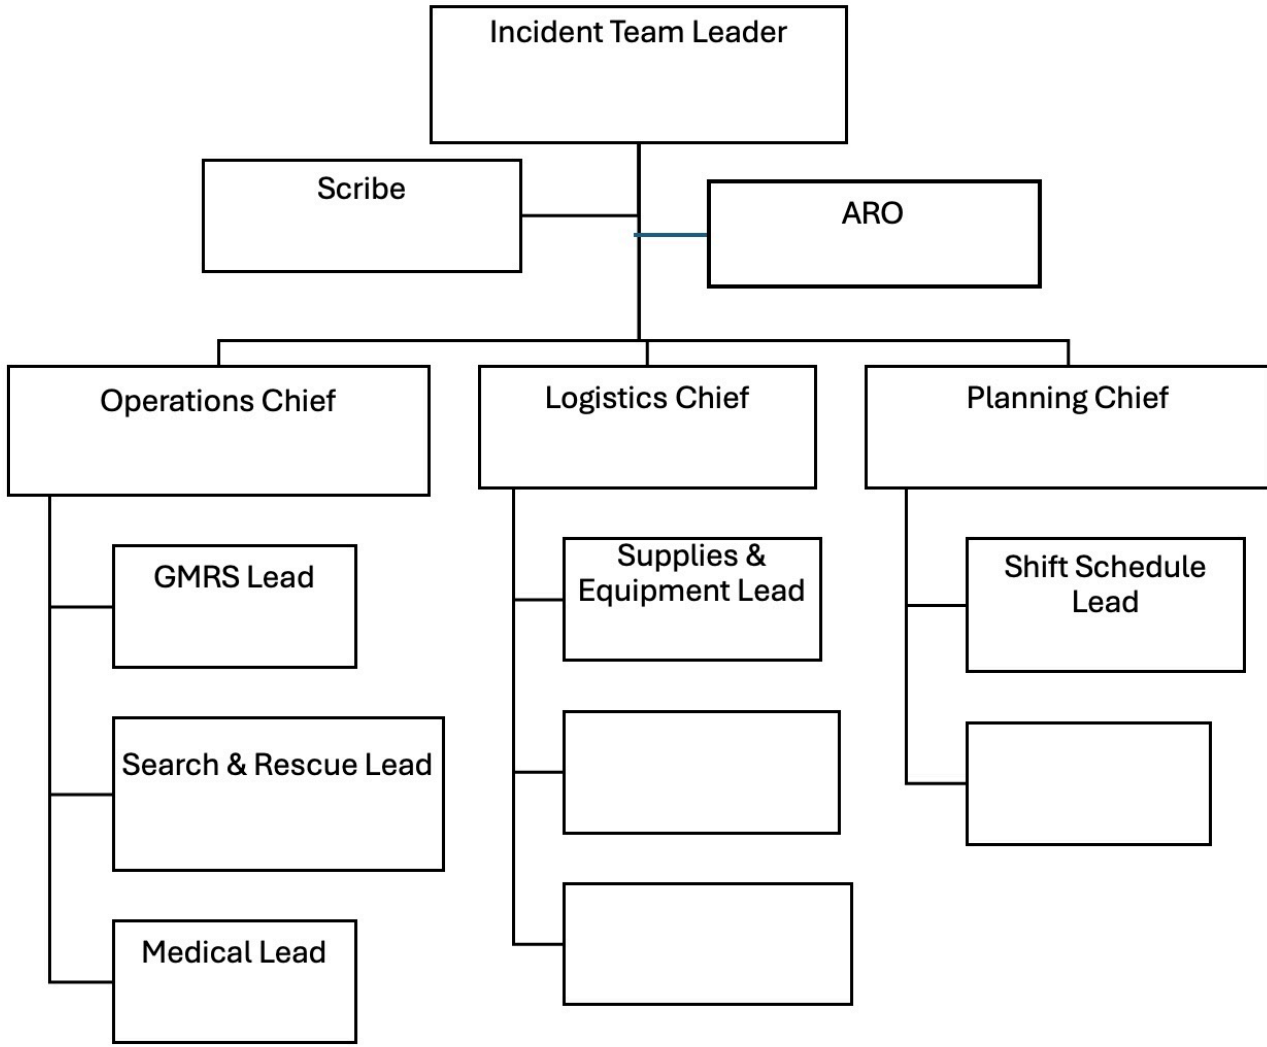 Incident Team Leader
Scribe
ARO
Operations Chief
Logistics Chief
Planning Chief
GMRS Lead
Search & Rescue Lead
Medical Lead
Supplies &
Equipment Lead
Shift Schedule
Lead